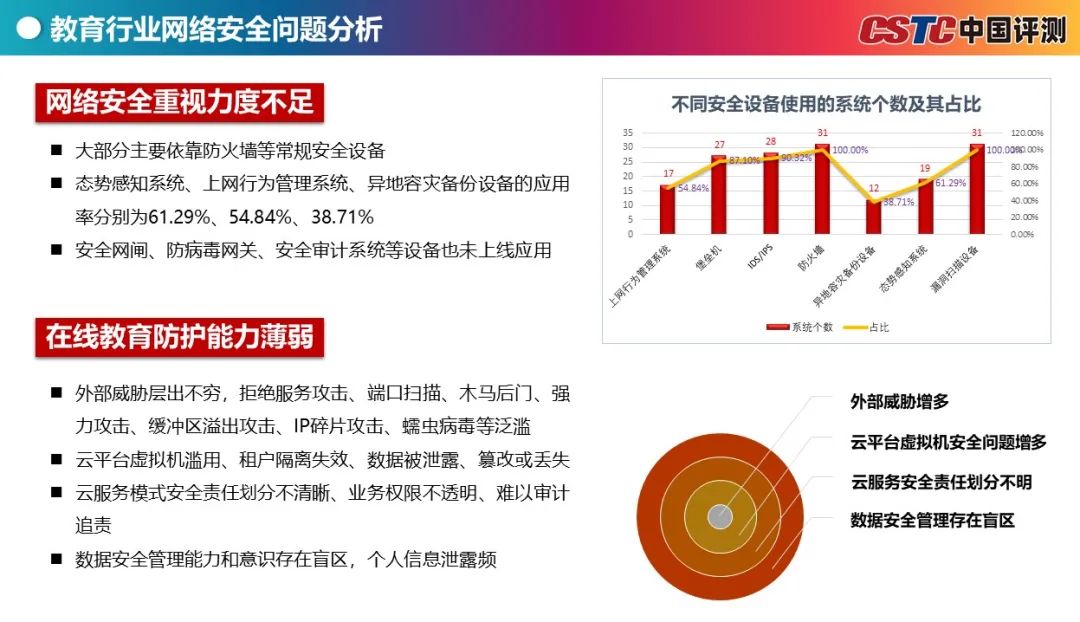 教育行业网络安全问题分析
CSTC中国评测
网络安全重视力度不足
■ 大部分主要依靠防火墙等常规安全设备
■ 态势感知系统、上网行为管理系统、异地容灾备份设备的应用
率分别为61.29%、54.84%、38.71%
■ 安全网闸、防病毒网关、安全审计系统等设备也未上线应用
在线教育防护能力薄弱
■ 外部威胁层出不穷，拒绝服务攻击、端口扫描、木马后门、强
力攻击、缓冲区溢出攻击、IP碎片攻击、蠕虫病毒等泛滥
■ 云平台虚拟机滥用、租户隔离失效、数据被泄露、篡改或丢失
■ 云服务模式安全责任划分不清晰、业务权限不透明、难以审计
追责
■ 数据安全管理能力和意识存在盲区，个人信息泄露频
不同安全设备使用的系统个数及其占比
35
30
25
20
15
10
5
0
17
27
28
31
12
19
31
54.84%
87.10%
90.32%
100.00%
38.71%
61.29%
100.00%
120.00%
100.00%
80.00%
60.00%
40.00%
20.00%
0.00%
上网行为管理系统
堡垒机
IDS/IPS
防火墙
异地容灾备份设备
态势感知系统
漏洞扫描设备
系统个数
占比
外部威胁增多
云平台虚拟机安全问题增多
云服务安全责任划分不明
数据安全管理存在盲区